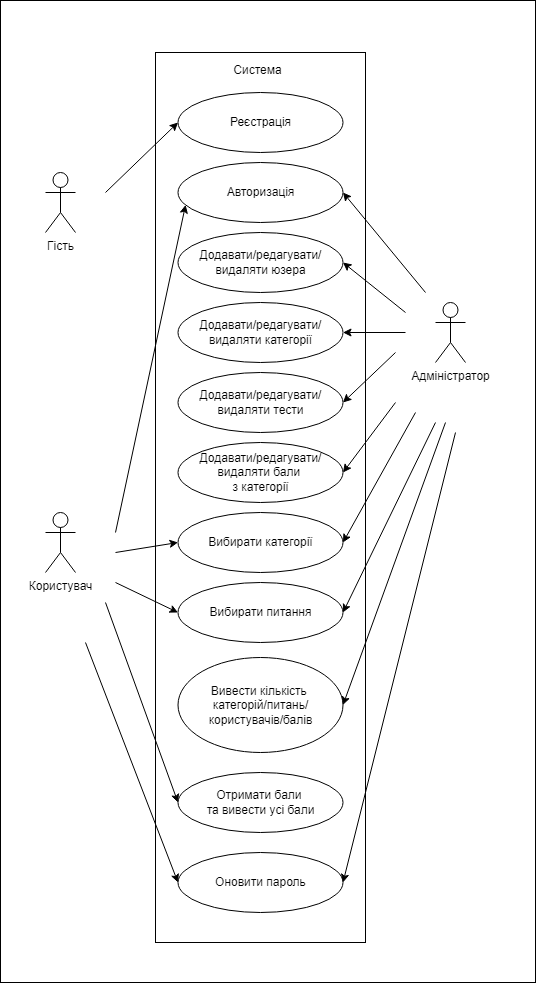 Система
Реєстрація
Авторизація
Гість
Додавати/редагувати/
видаляти юзера
Додавати/редагувати/
видаляти категорії
Адміністратор
Додавати/редагувати/
видаляти тести
Додавати/редагувати/
видаляти бали
з категорії
Вибирати категорії
Користувач
Вибирати питання
Вивести кількість
категорій/питань/
користувачів/балів
Отримати бали
та вивести усі бали
Оновити пароль